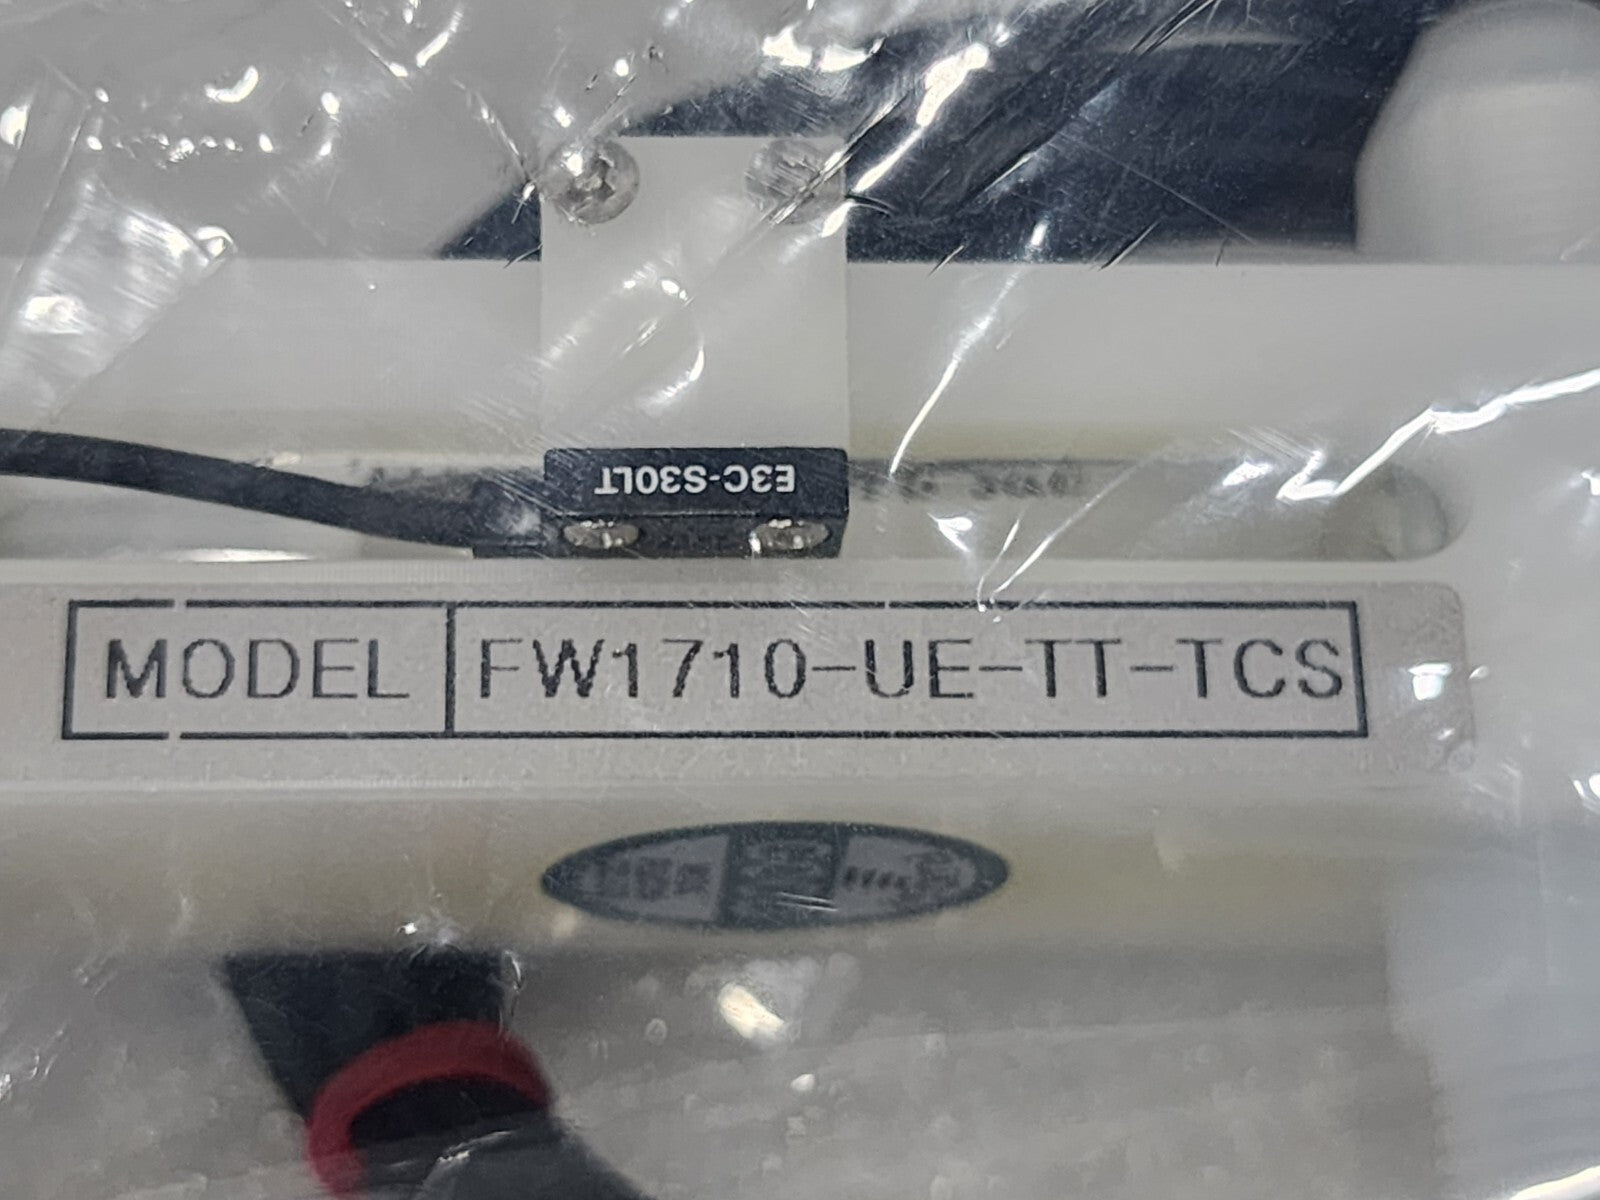 E3C-S30LT
MODEL FW1710-UE-TT-TCS